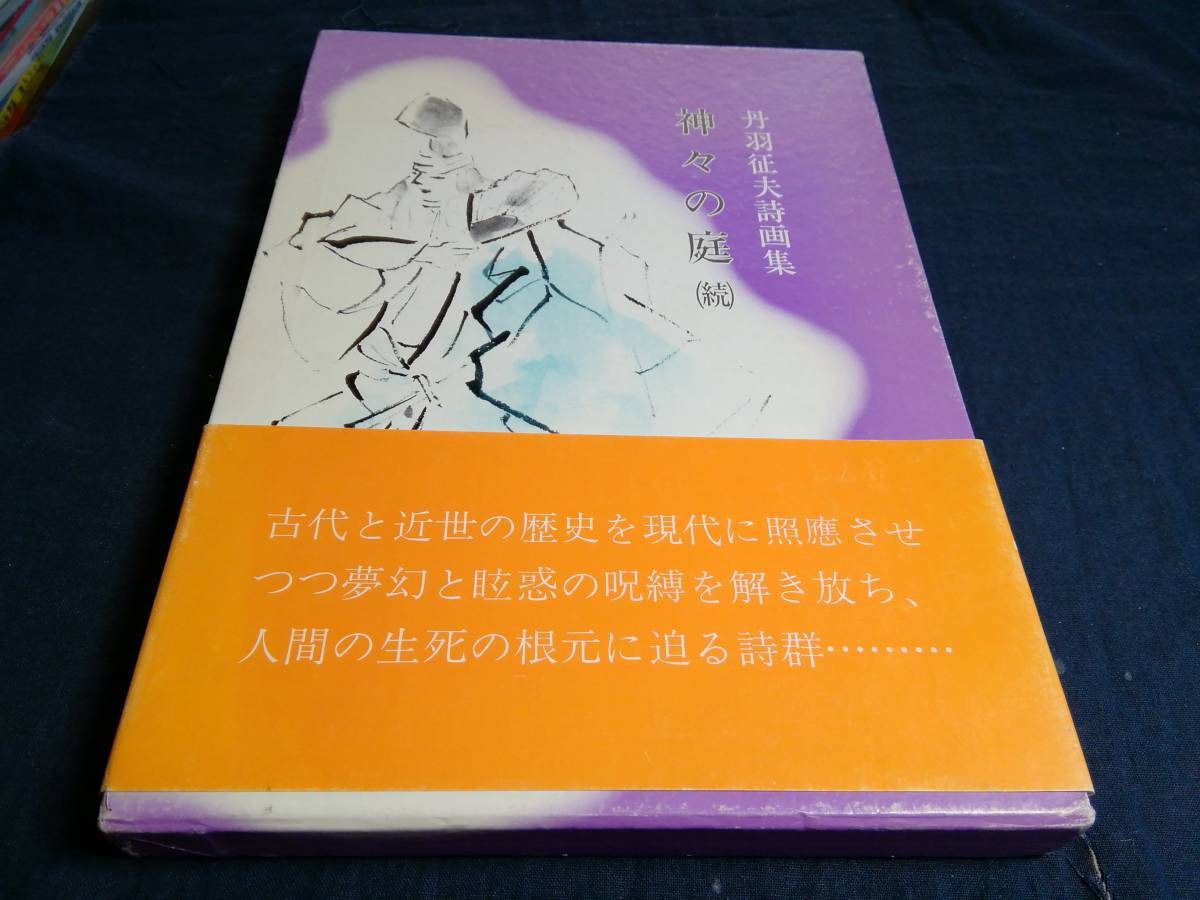 丹羽征夫詩画集
神々の庭(続)
古代と近世の歴史を現代に照應させ
つつ夢幻と眩惑の呪縛を解き放ち、
人間の生死の根元に迫る詩群………